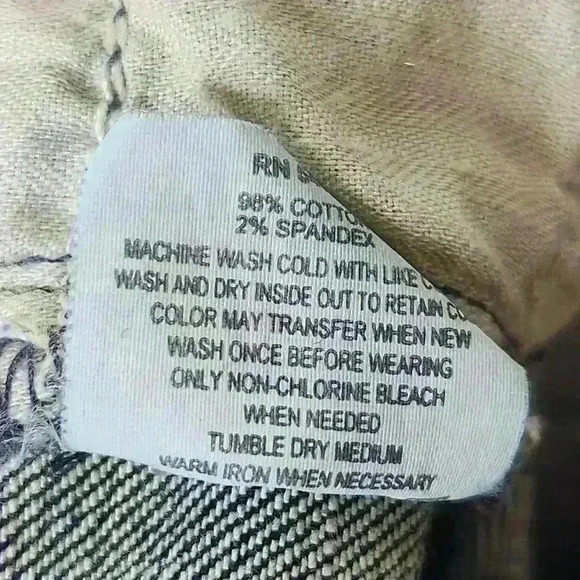 RN
98% COTTO
2% SPANDEX
MACHINE WASH COLD WITH LIKE C
WASH AND DRY INSIDE OUT TO RETAIN CO
COLOR MAY TRANSFER WHEN NEW
WASH ONCE BEFORE WEARING
ONLY NON-CHLORINE BLEACH
WHEN NEEDED
TUMBLE DRY MEDIUM
WARM IRON WHEN NECESSARY